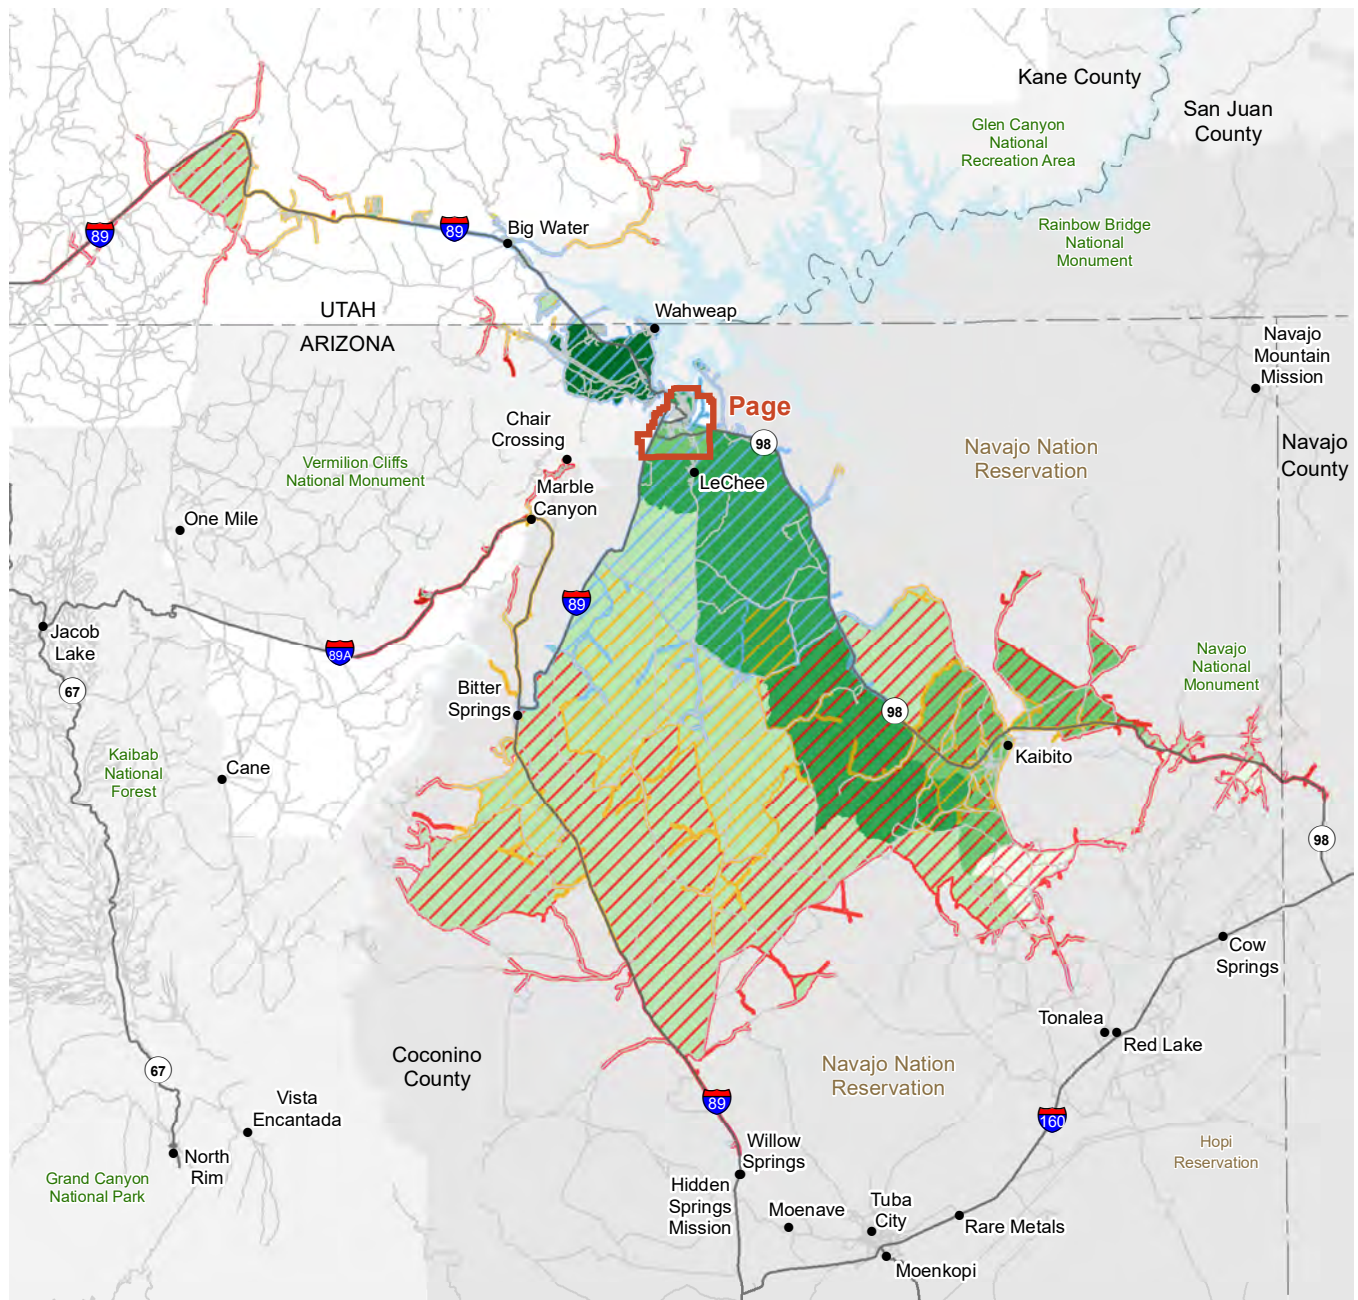 Kane County
San Juan
County
Glen Canyon
National
Recreation Area
Rainbow Bridge
National
Monument
89
89
Big Water
UTAH
Wahweap
ARIZONA
Navajo
Mountain
Mission
Page
Chair
Crossing
98
Navajo Nation
Reservation
Navajo
County
Vermilion Cliffs
National Monument
LeChee
Marble
Canyon
One Mile
89
Jacob
Lake
89A
67
Bitter
Springs
98
Navajo
National
Monument
Kaibito
Kaibab
National
Forest
Cane
98
Cow
Springs
Tonalea
Red Lake
Coconino
County
Navajo Nation
Reservation
67
Vista
Encantada
89
160
North
Rim
Willow
Springs
Hopi
Reservation
Grand Canyon
National Park
Hidden
Springs
Mission
Moenave
Tuba
City
Rare Metals
Moenkopi